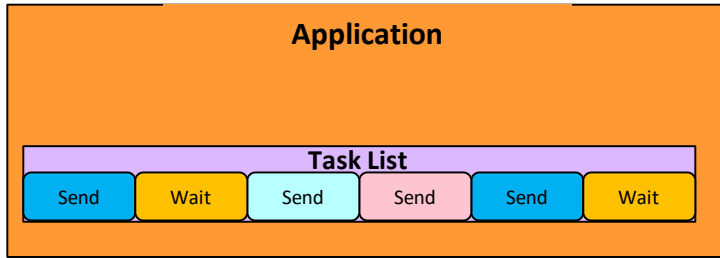 Application
Task List
Send Wait Send Send Send Wait